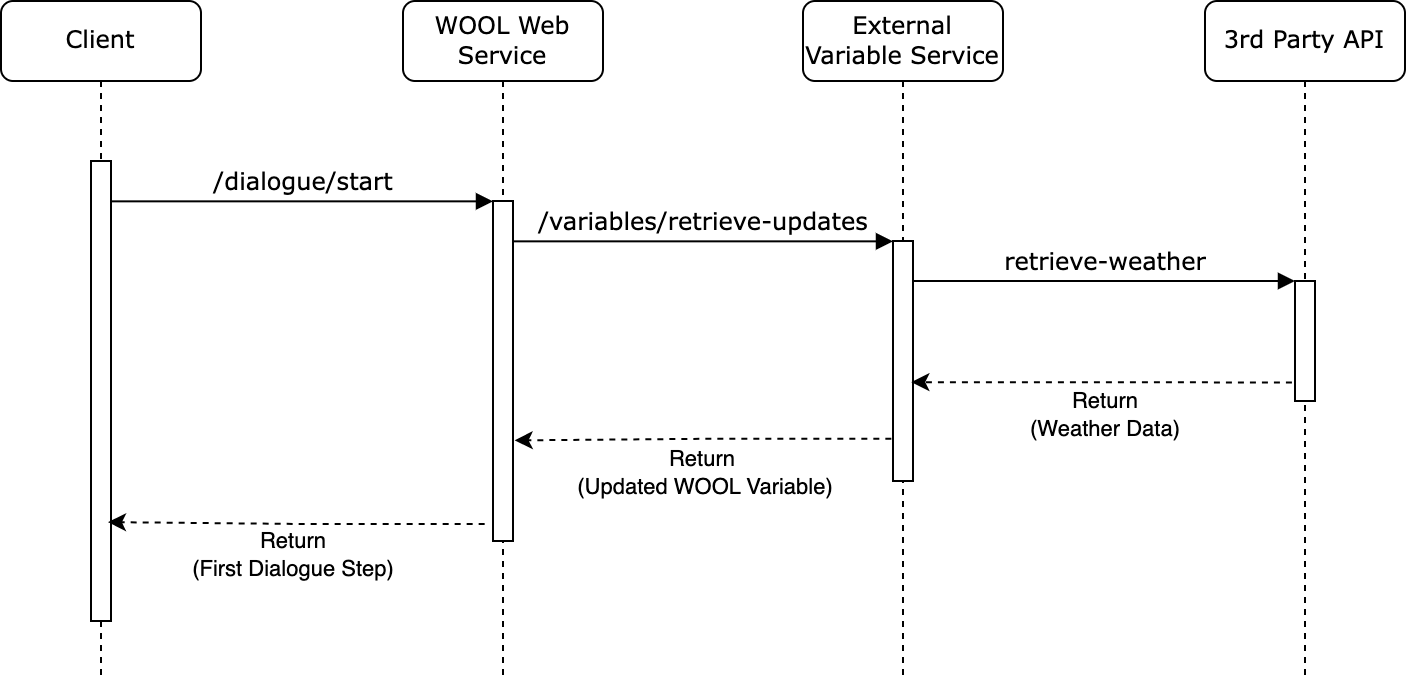 Client
WOOL Web
Service
External
Variable Service
3rd Party API
/dialogue/start
/variables/retrieve-updates
retrieve-weather
Return
(Weather Data)
Return
(Updated WOOL Variable)
Return
(First Dialogue Step)